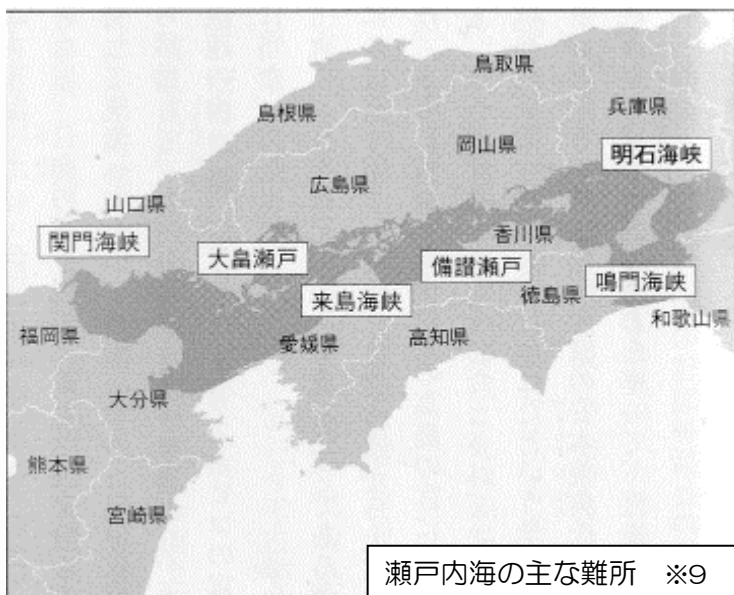 鳥取県
島根県
兵庫県
岡山県
明石海峡
広島県
山口県
関門海峡
大畠瀬戸
香川県
備讃瀬戸
鳴門海峡
来島海峡
徳島県
和歌山県
福岡県
愛媛県
高知県
大分県
熊本県
宮崎県
瀬戸内海の主な難所 ※9